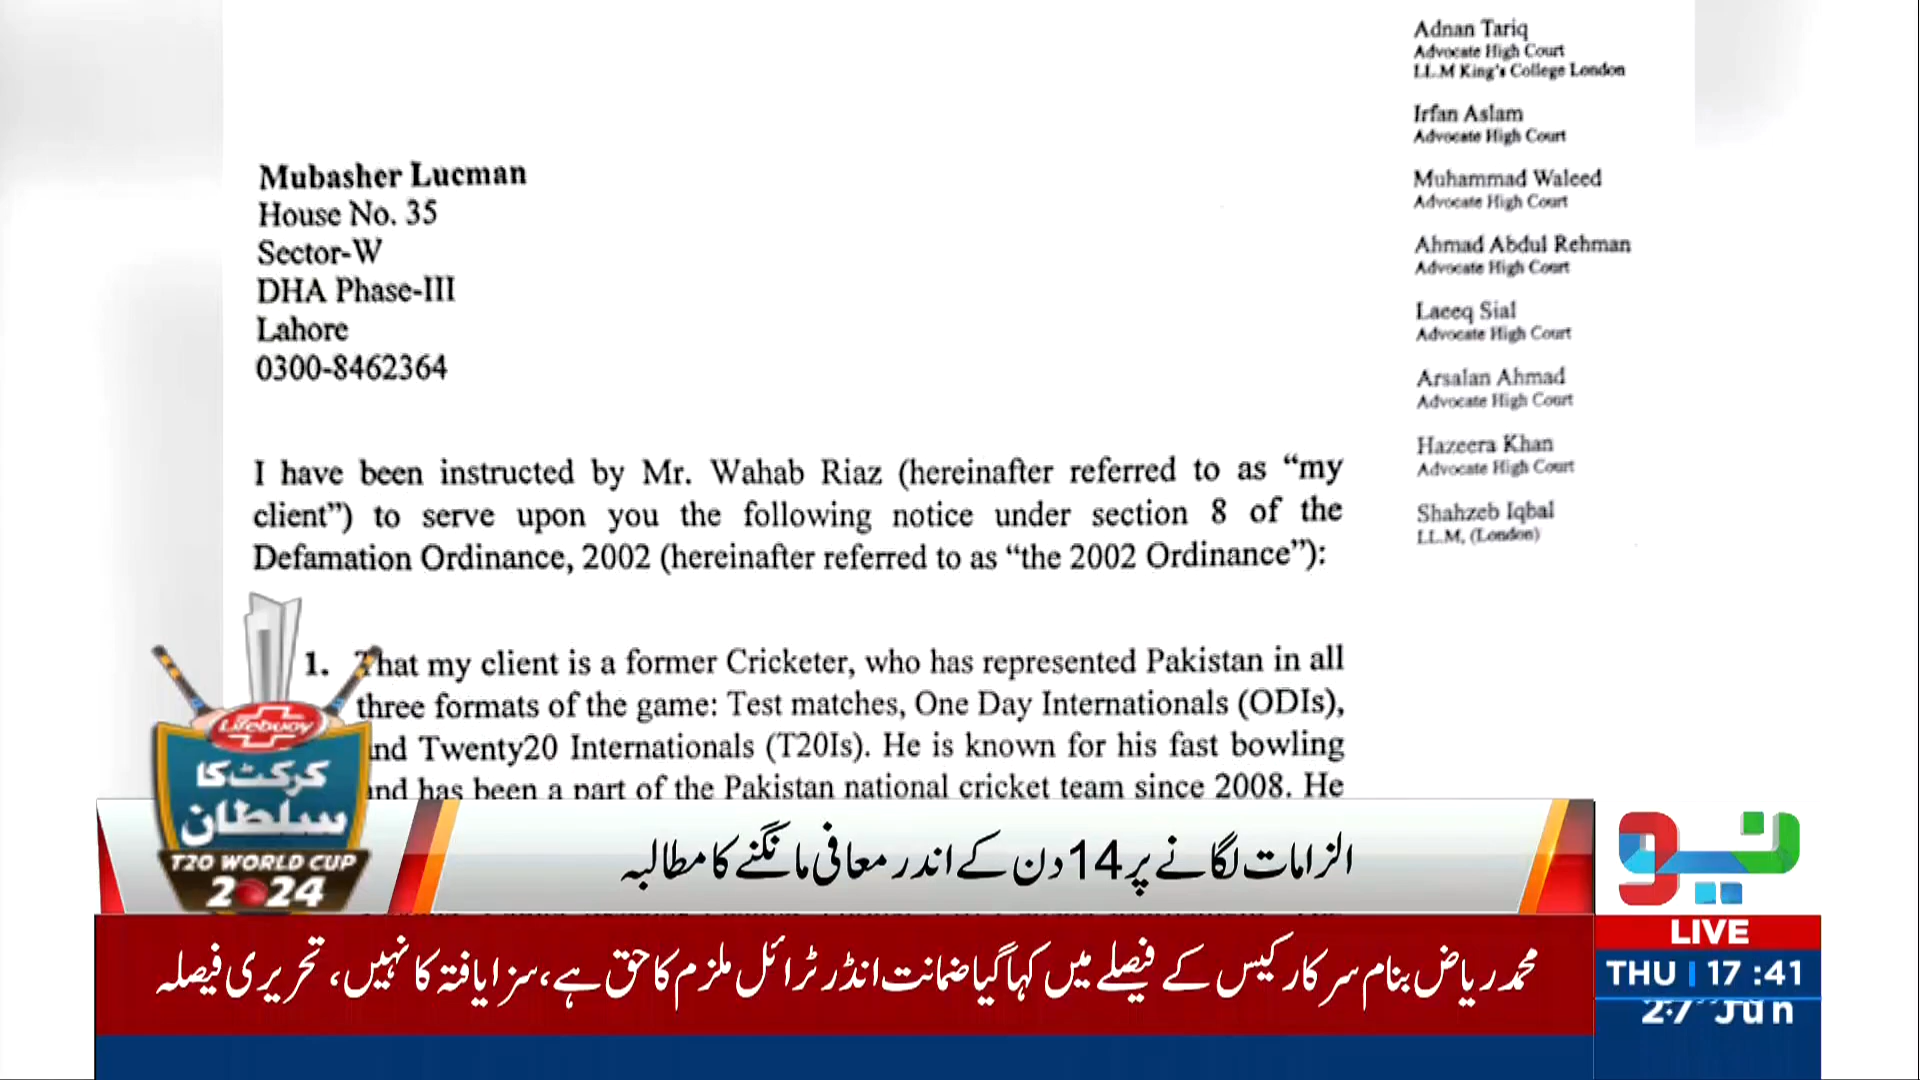 Adnan Tariq
Advocate High Court
LL.M King's College London
Irfan Aslam
Advocate High Court
Muhammad Waleed
Advocate High Court
Ahmad Abdul Rehman
Advocate High Court
Laeeq Sial
Advocate High Court
Arsalan Ahmad
Advocate High Court
Hazeera Khan
Advocate High Court
Shahzeb Iqbal
LL.M, (London)
Mubasher Lucman
House No. 35
Sector-W
DHA Phase-III
Lahore
0300-8462364
I have been instructed by Mr. Wahab Riaz (hereinafter referred to as “my
client”) to serve upon you the following notice under section 8 of the
Defamation Ordinance, 2002 (hereinafter referred to as “the 2002 Ordinance”):
1. That my client is a former Cricketer, who has represented Pakistan in all
three formats of the game: Test matches, One Day Internationals (ODIs),
and Twenty20 Internationals (T20Is). He is known for his fast bowling
and has been a part of the Pakistan national cricket team since 2008. He
Lifebuoy
کرکٹ کا
سلطان
T20 WORLD CUP
2024
الزامات لگانے پر 14 دن کے اندر معافی مانگنے کا مطالبہ
محمد ریاض بنام سرکار کیس کے فیصلے میں کہا گیا ضمانت انڈر ٹرائل ملزم کا حق ہے، سزا یافتہ کا نہیں، تحریری فیصلہ
نیو
LIVE
THU | 17:41
27 Jun